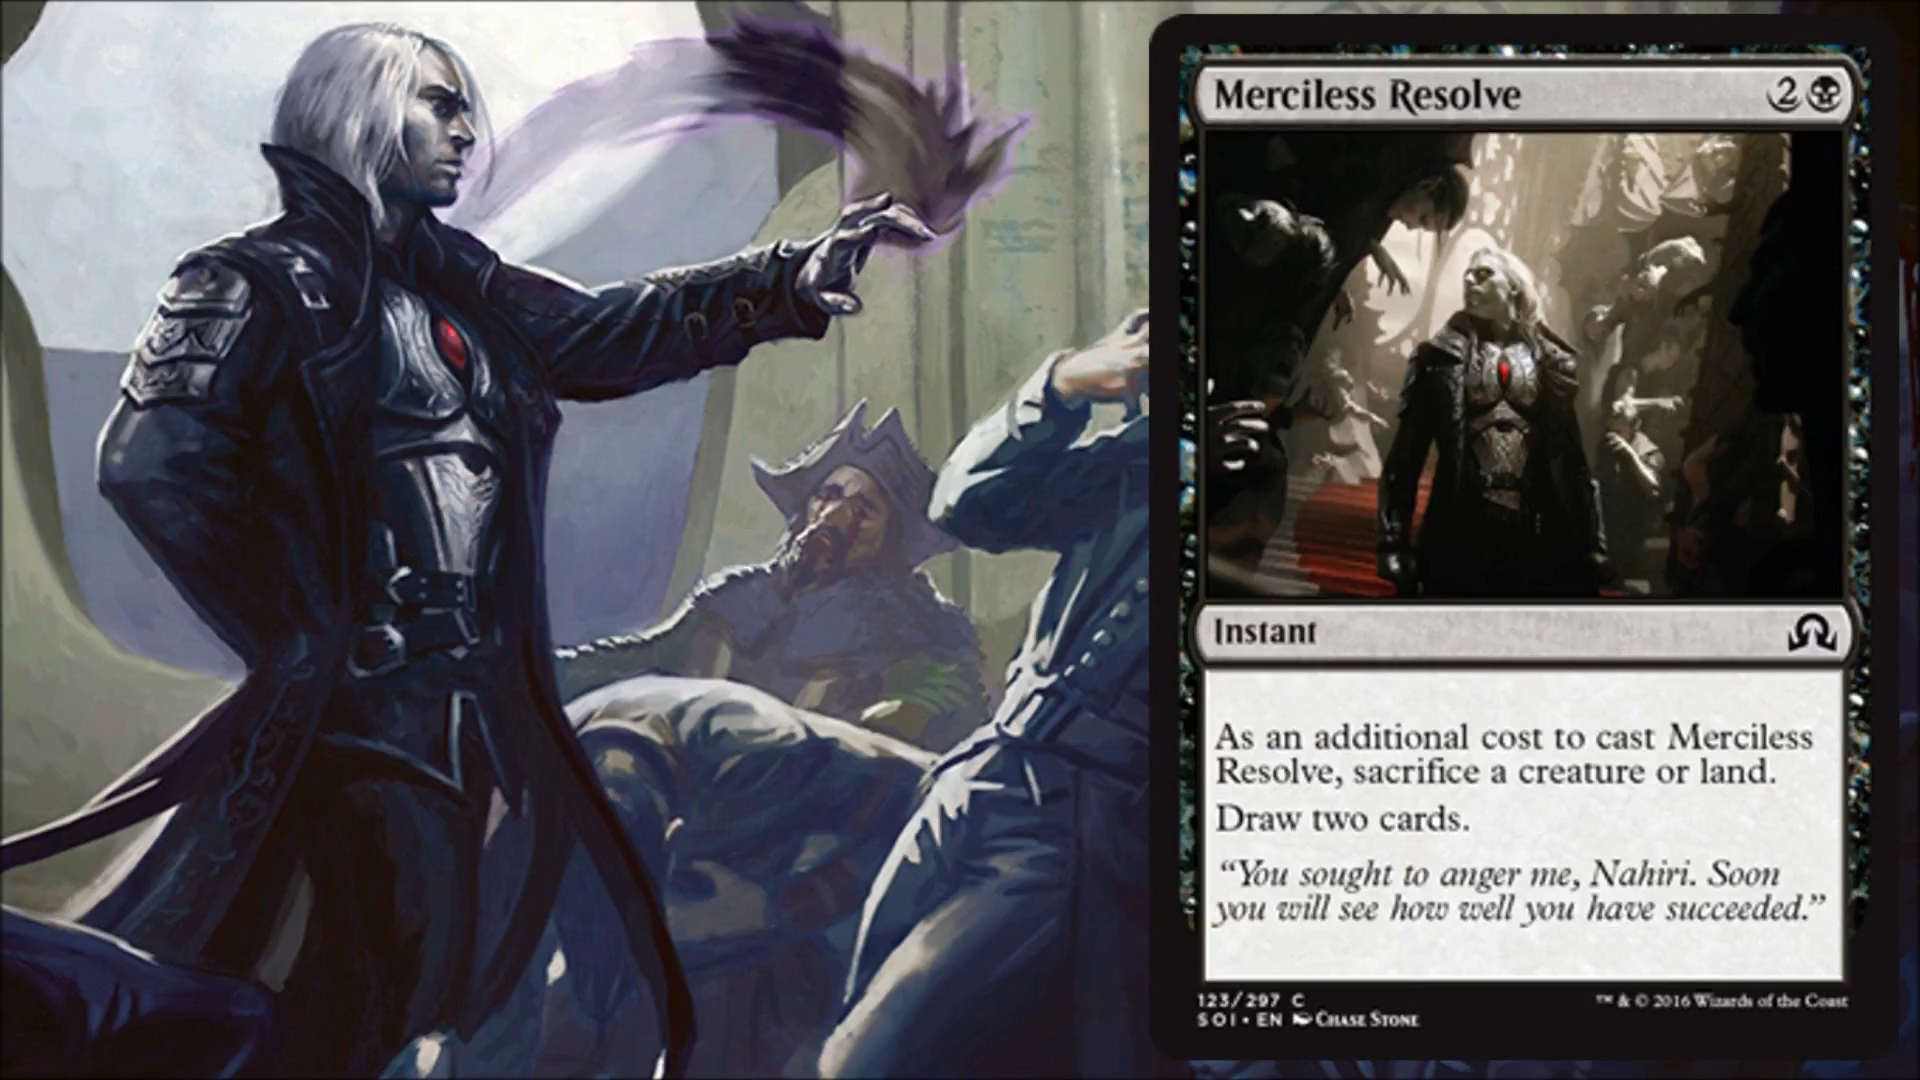 Merciless Resolve 2
Instant
As an additional cost to cast Merciless
Resolve, sacrifice a creature or land.
Draw two cards.
“You sought to anger me, Nahiri. Soon
you will see how well you have succeeded.”
123/297 C
™ & © 2016 Wizards of the Coast
SOI • EN Chase Stone